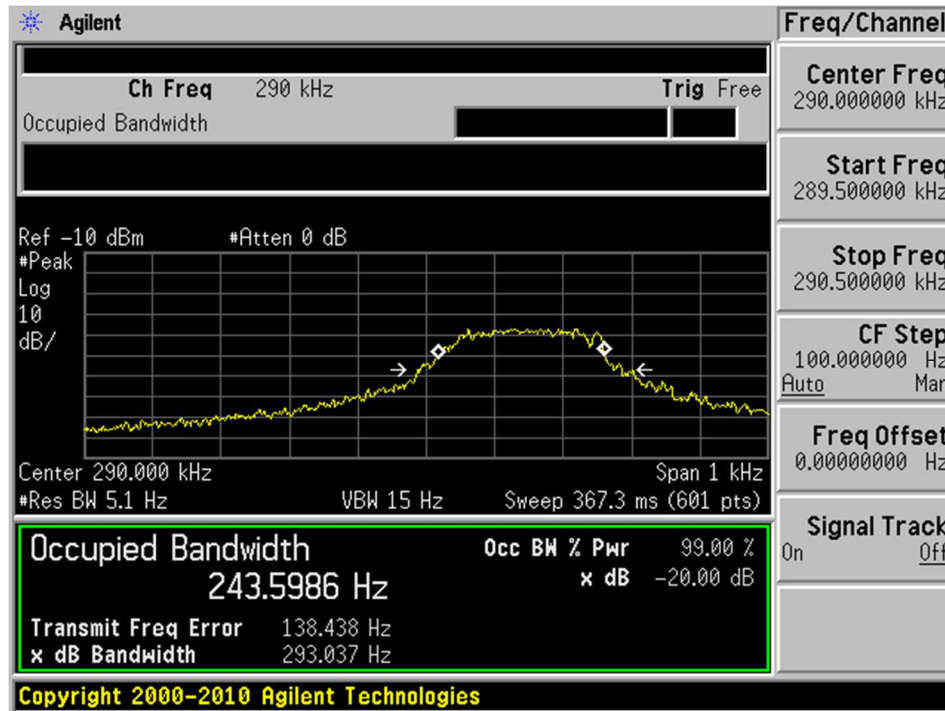 Agilent
Freq/Channel
Ch Freq 290 kHz Trig Free
Occupied Bandwidth
Center Freq
290.000000 kHz
Start Freq
289.500000 kHz
Stop Freq
290.500000 kHz
CF Step
100.000000 Hz
Auto Man
Freq Offset
0.00000000 Hz
Signal Track
On Off
Ref -10 dBm #Atten 0 dB
#Peak
Log
10
dB/
Center 290.000 kHz Span 1 kHz
#Res BW 5.1 Hz VBW 15 Hz Sweep 367.3 ms (601 pts)
Occupied Bandwidth Occ BW % Pwr 99.00 %
243.5986 Hz x dB -20.00 dB
Transmit Freq Error 138.438 Hz
x dB Bandwidth 293.037 Hz
Copyright 2000-2010 Agilent Technologies